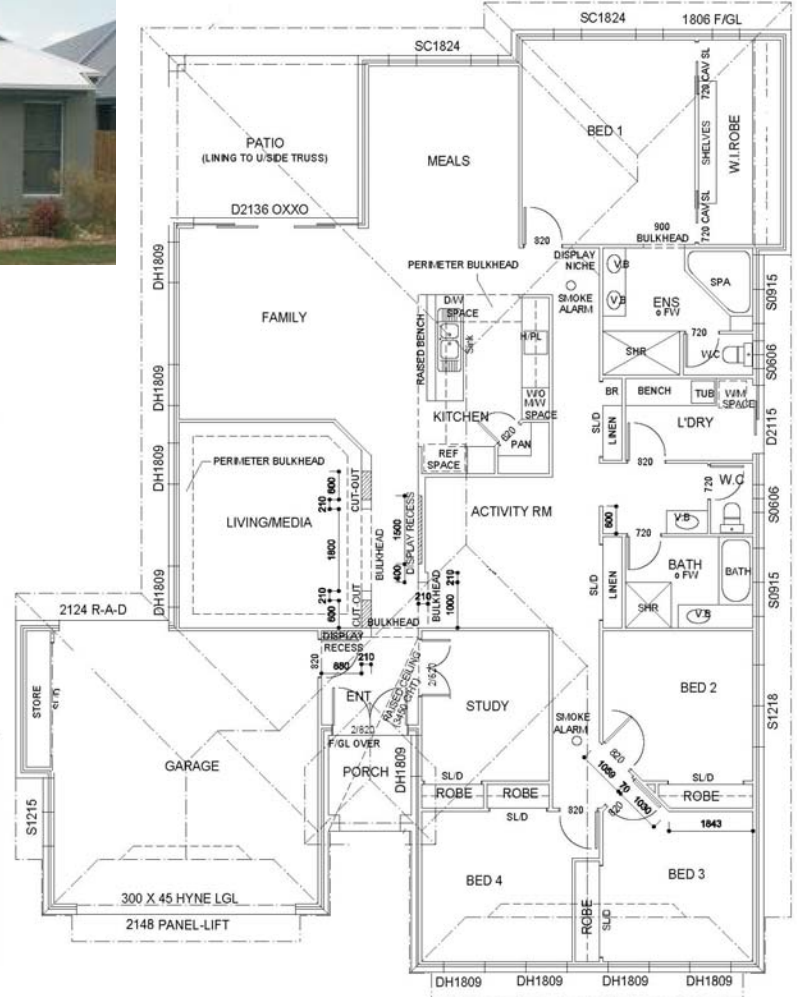 SC1824
1806 F/GL
SC1824
720 CAV SL
BED 1
SHELVES
W.I.ROBE
720 CAV SL
PATIO
(LINING TO U/SIDE TRUSS)
MEALS
D2136 OXXO
820
900
BULKHEAD
DISPLAY
NICHE
V.B
SPA
PERIMETER BULKHEAD
SMOKE
ALARM
V.B
ENS
FW
S0915
DH1809
FAMILY
D/W
SPACE
RAISED BENCH
Sink
H/PL
SHR
720
W.C
S0606
DH1809
W/O
M/W
SPACE
BR
BENCH
TUB
W/M
SPACE
KITCHEN
620
PAN
SL/D
LINEN
L'DRY
D2115
DH1809
PERIMETER BULKHEAD
REF
SPACE
820
600
210
CUT-OUT
LIVING/MEDIA
1800
BULKHEAD
1500
DISPLAY RECESS
400
ACTIVITY RM
720
W.C
V.B
600
S0606
720
DH1809
210
600
CUT-OUT
BULKHEAD
210
BULKHEAD
210
1000
SL/D
LINEN
BATH
FW
BATH
SHR
V.B
S0915
2124 R-A-D
DISPLAY
RECESS
820
880
210
RAISED CEILING
(3450 C/HT)
2/620
ENT
2/820
F/GL OVER
STORE
SL/D
STUDY
BED 2
S1218
SMOKE
ALARM
GARAGE
PORCH
DH1809
SL/D
820
1059
70
1030
SL/D
ROBE
ROBE
ROBE
S1215
SL/D
820
820
1843
BED 4
BED 3
ROBE
SL/D
300 X 45 HYNE LGL
2148 PANEL-LIFT
DH1809
DH1809
DH1809
DH1809